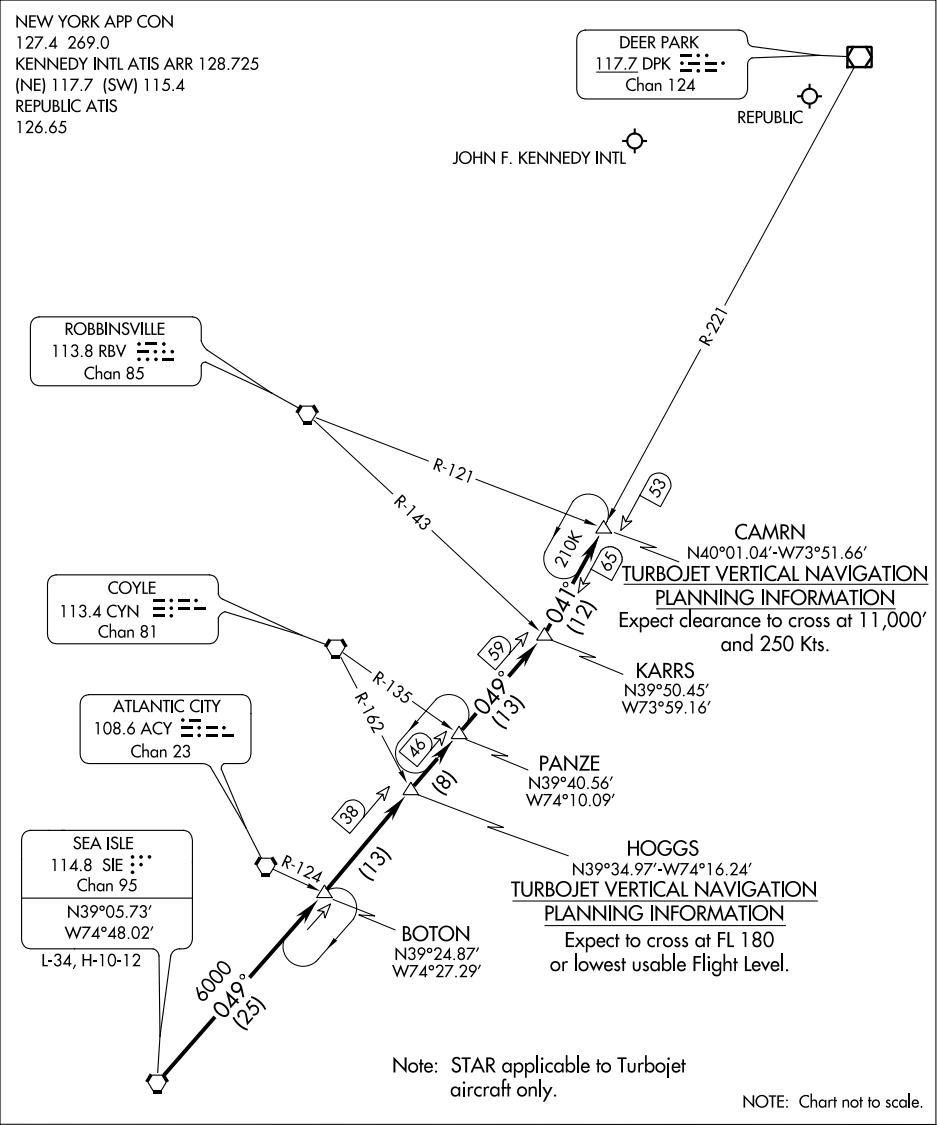 NEW YORK APP CON
127.4 269.0
KENNEDY INTL ATIS ARR 128.725
(NE) 117.7 (SW) 115.4
REPUBLIC ATIS
126.65
DEER PARK
117.7 DPK
Chan 124
REPUBLIC
JOHN F. KENNEDY INTL
R-221
ROBBINSVILLE
113.8 RBV
Chan 85
R-121
R-143
53
210K
65
CAMRN
N40°01.04'-W73°51.66'
TURBOJET VERTICAL NAVIGATION
PLANNING INFORMATION
Expect clearance to cross at 11,000'
and 250 Kts.
041°
(12)
COYLE
113.4 CYN
Chan 81
R-135
R-162
59
KARRS
N39°50.45'
W73°59.16'
049°
(13)
ATLANTIC CITY
108.6 ACY
Chan 23
46
(8)
PANZE
N39°40.56'
W74°10.09'
38
(13)
HOGGS
N39°34.97'-W74°16.24'
TURBOJET VERTICAL NAVIGATION
PLANNING INFORMATION
Expect to cross at FL 180
or lowest usable Flight Level.
SEA ISLE
114.8 SIE
Chan 95
N39°05.73'
W74°48.02'
L-34, H-10-12
R-124
BOTON
N39°24.87'
W74°27.29'
6000
049°
(25)
Note: STAR applicable to Turbojet
aircraft only.
NOTE: Chart not to scale.